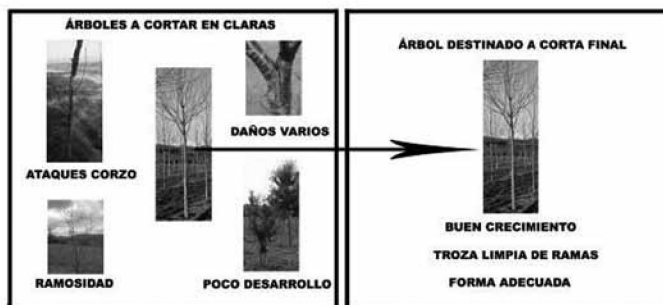 ÁRBOLES A CORTAR EN CLARAS
DAÑOS VARIOS
ATAQUES CORZO
RAMOSIDAD
POCO DESARROLLO
ÁRBOL DESTINADO A CORTA FINAL
BUEN CRECIMIENTO
TROZA LIMPIA DE RAMAS
FORMA ADECUADA